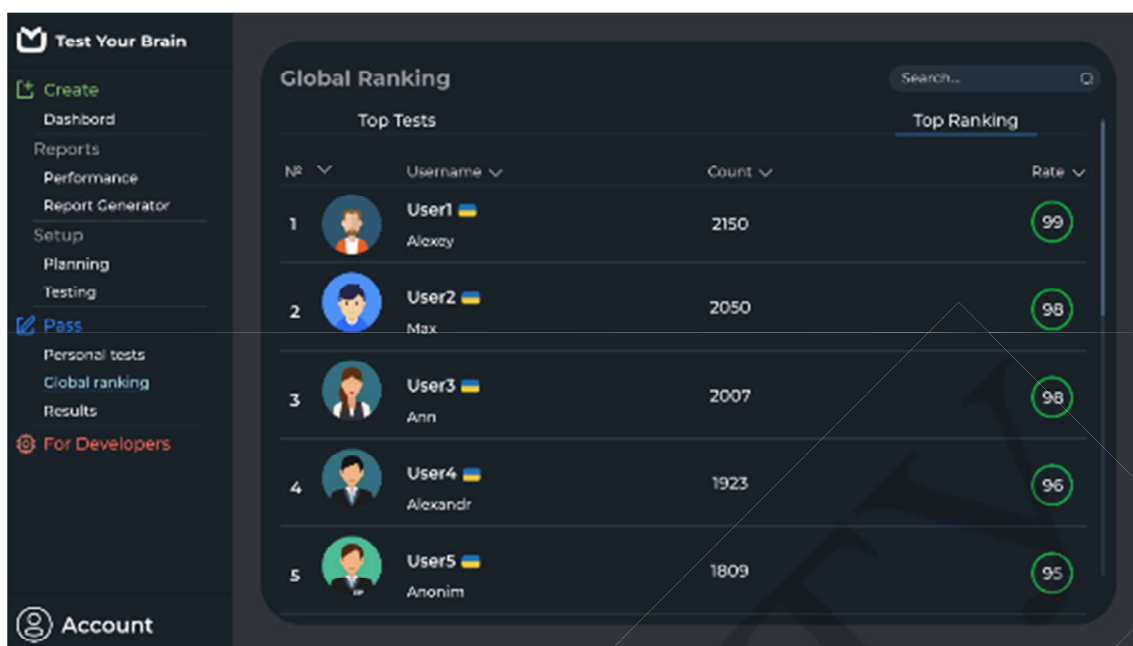 Test Your Brain
Create
Dashbord
Reports
Performance
Report Generator
Setup
Planning
Testing
Pass
Personal tests
Global ranking
Results
For Developers
Account
Global Ranking
Search...
Top Tests Top Ranking
№ Username Count Rate
1 User1 2150 99
Alexey
2 User2 2050 98
Max
3 User3 2007 98
Ann
4 User4 1923 96
Alexandr
5 User5 1809 95
Anonim